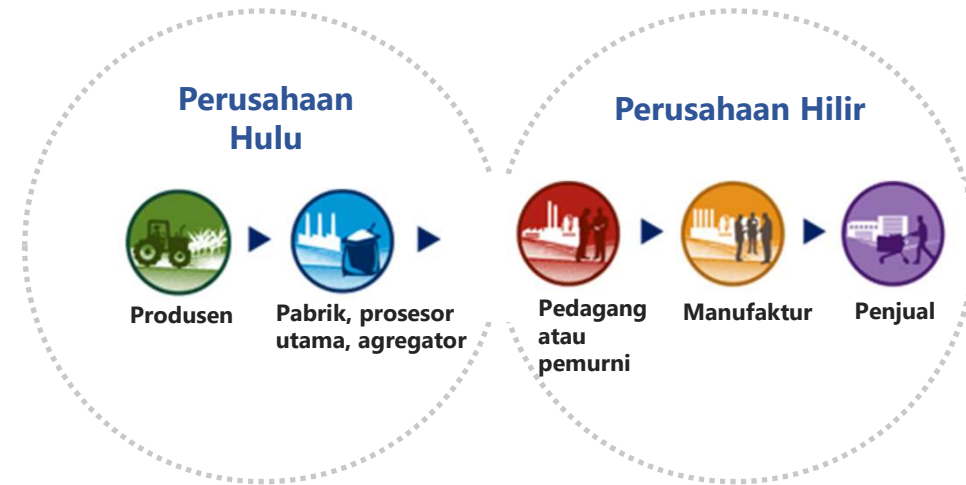 Perusahaan
Hulu
Perusahaan Hilir
Produsen
Pabrik, prosesor
utama, agregator
Pedagang
atau
pemurni
Manufaktur
Penjual